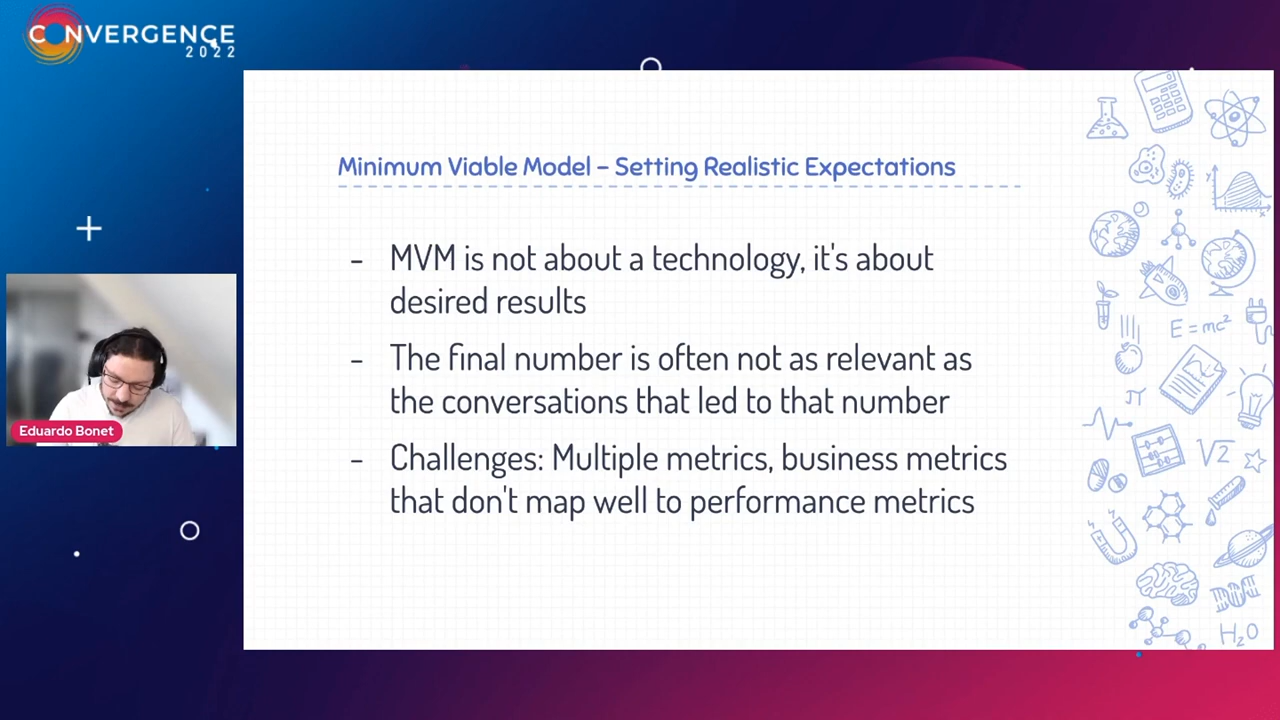 CONVERGENCE
2022
Minimum Viable Model – Setting Realistic Expectations
- MVM is not about a technology, it's about
desired results
- The final number is often not as relevant as
the conversations that led to that number
- Challenges: Multiple metrics, business metrics
that don't map well to performance metrics
Eduardo Bonet
y
x
E=mc²
π
√2
H₂O